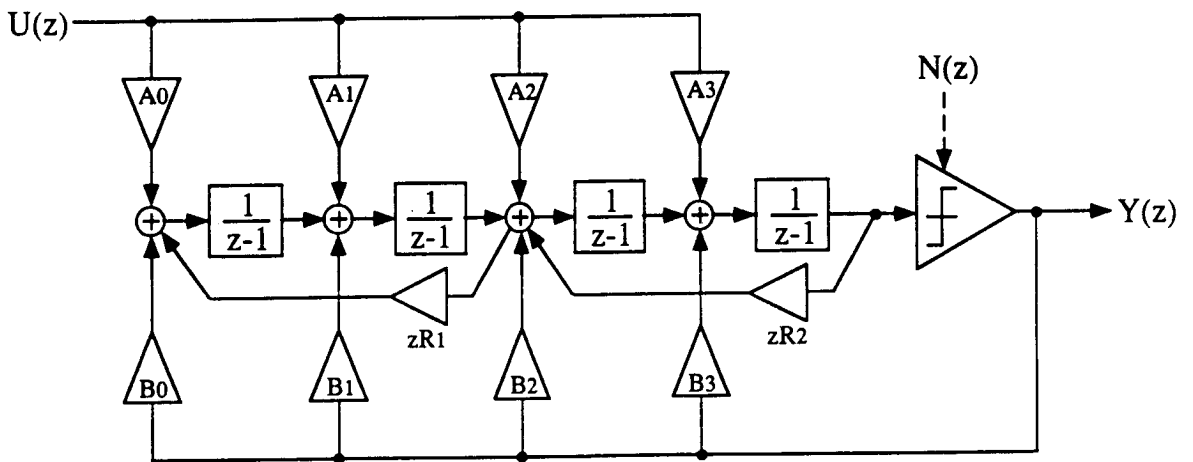 U(z)
N(z)
A0 A1 A2 A3
1 1 1 1
z-1 z-1 z-1 z-1
Y(z)
zR1 zR2
B0 B1 B2 B3